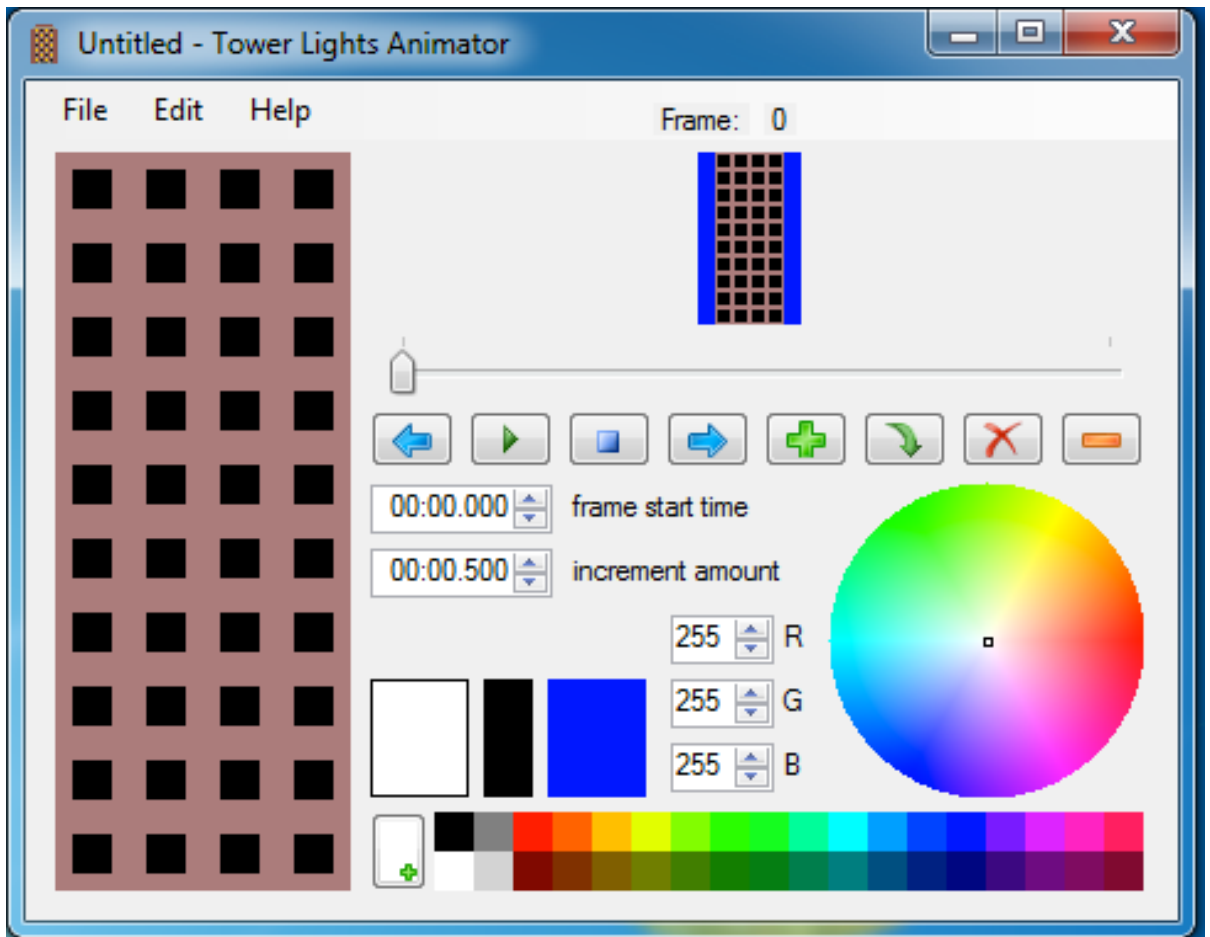 Untitled - Tower Lights Animator
File Edit Help
Frame: 0
00:00.000 frame start time
00:00.500 increment amount
255 R
255 G
255 B